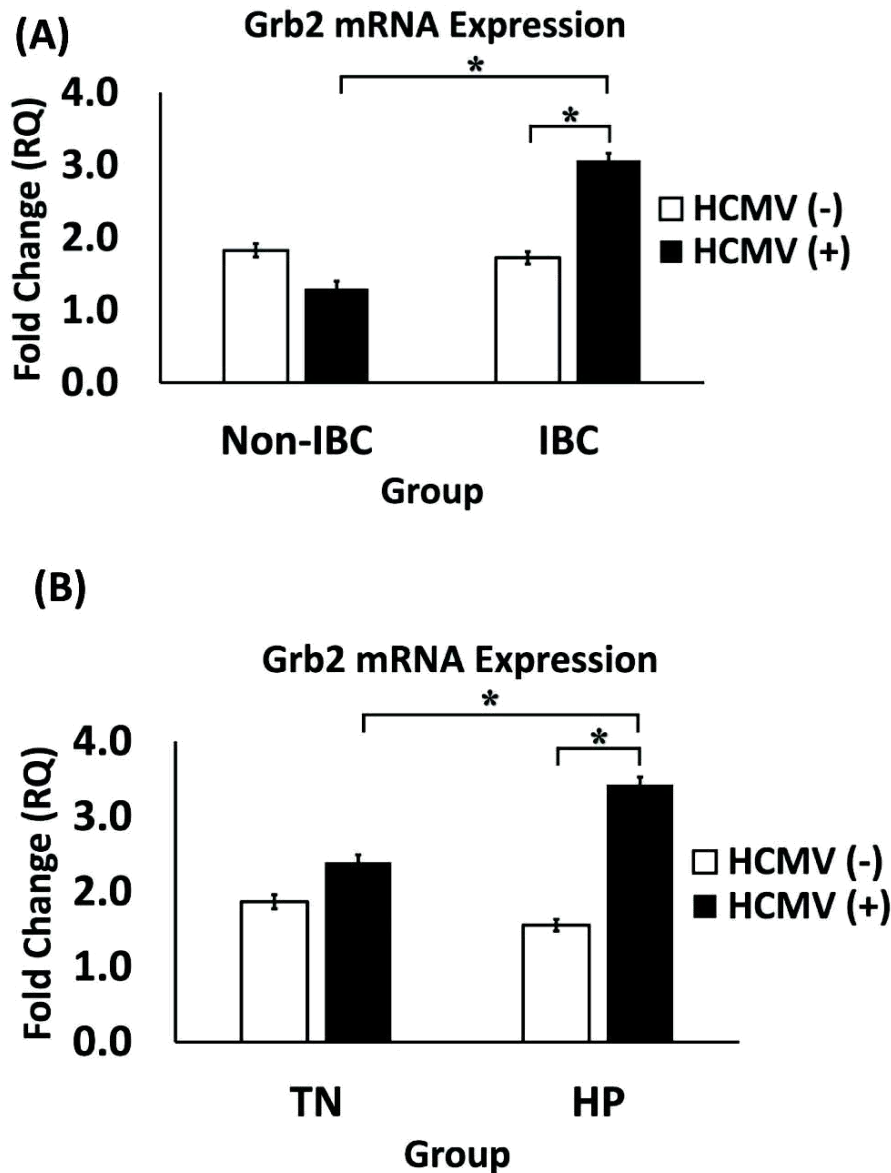 (A)
Grb2 mRNA Expression
*
*
Fold Change (RQ)
4.0
3.0
2.0
1.0
0.0
HCMV (-)
HCMV (+)
Non-IBC IBC
Group
(B)
Grb2 mRNA Expression
*
*
Fold Change (RQ)
4.0
3.0
2.0
1.0
0.0
HCMV (-)
HCMV (+)
TN HP
Group